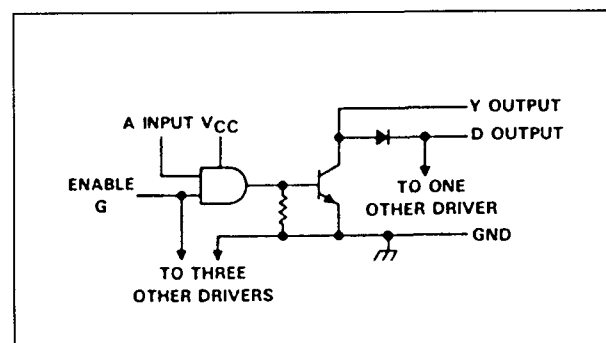 Y OUTPUT
A INPUT VCC
D OUTPUT
ENABLE
G
TO ONE
OTHER DRIVER
GND
TO THREE
OTHER DRIVERS